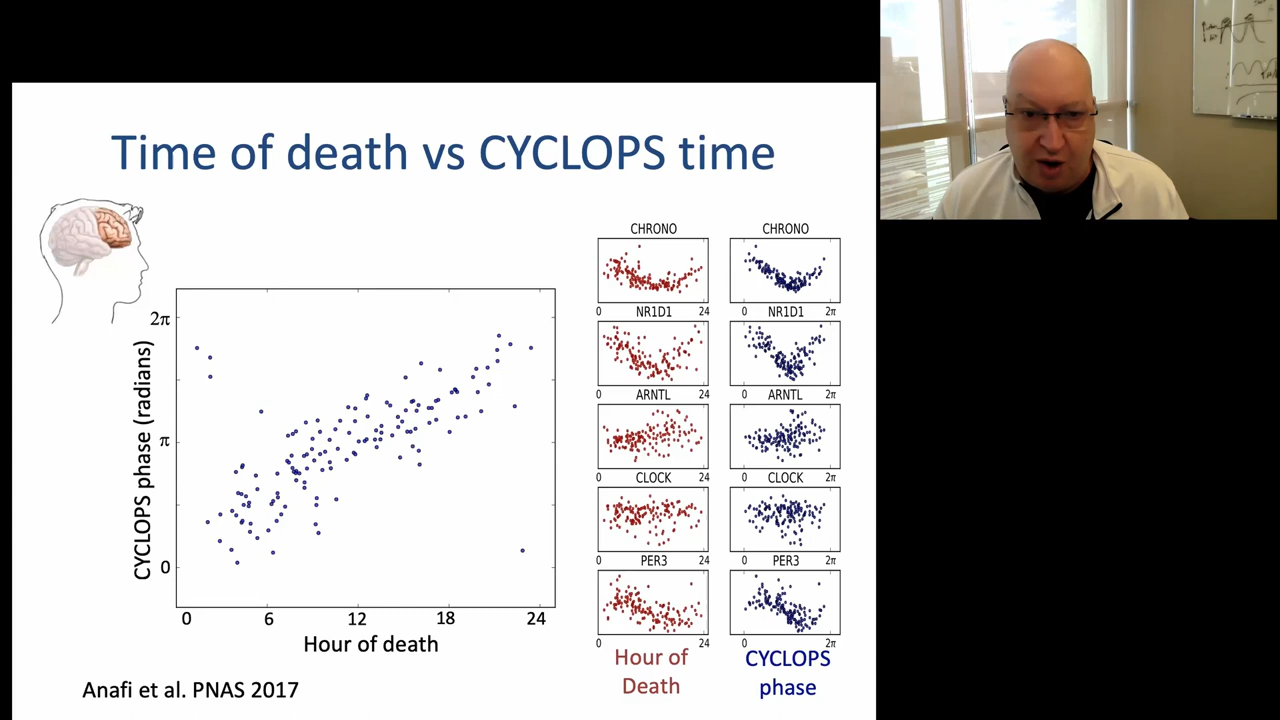 Time of death vs CYCLOPS time
CYCLOPS phase (radians)
2π
π
0
0 6 12 18 24
Hour of death
CHRONO CHRONO
0 24 0 2π
NR1D1 NR1D1
0 24 0 2π
ARNTL ARNTL
0 24 0 2π
CLOCK CLOCK
0 24 0 2π
PER3 PER3
0 24 0 2π
Hour of
Death
CYCLOPS
phase
Anafi et al. PNAS 2017